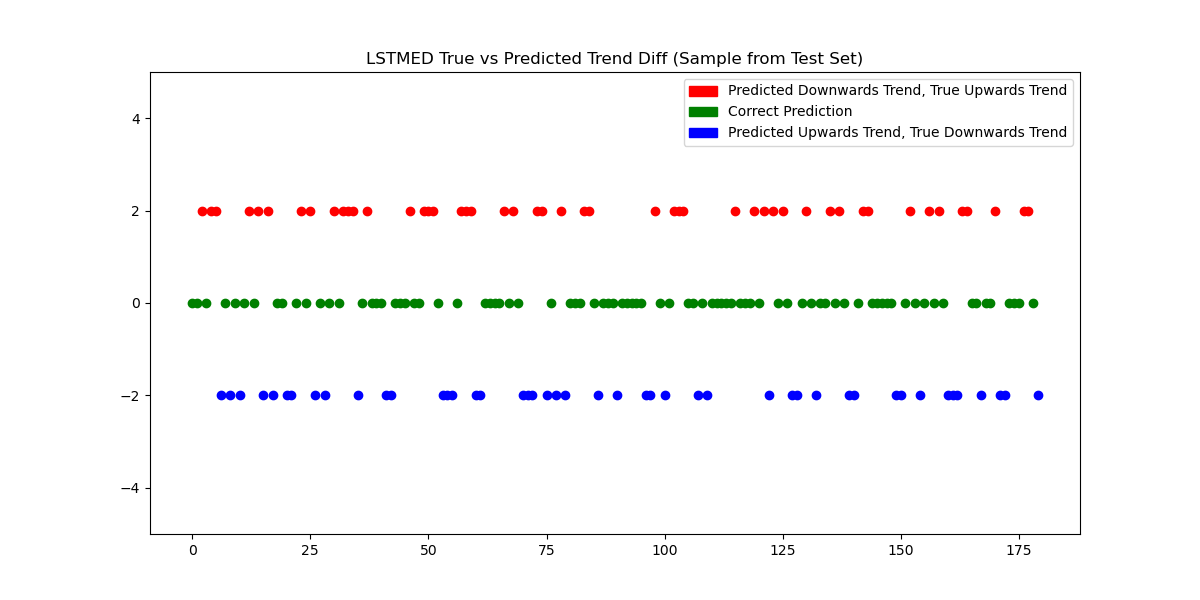 LSTMED True vs Predicted Trend Diff (Sample from Test Set)
Predicted Downwards Trend, True Upwards Trend
Correct Prediction
Predicted Upwards Trend, True Downwards Trend
4
2
0
−2
−4
0 25 50 75 100 125 150 175